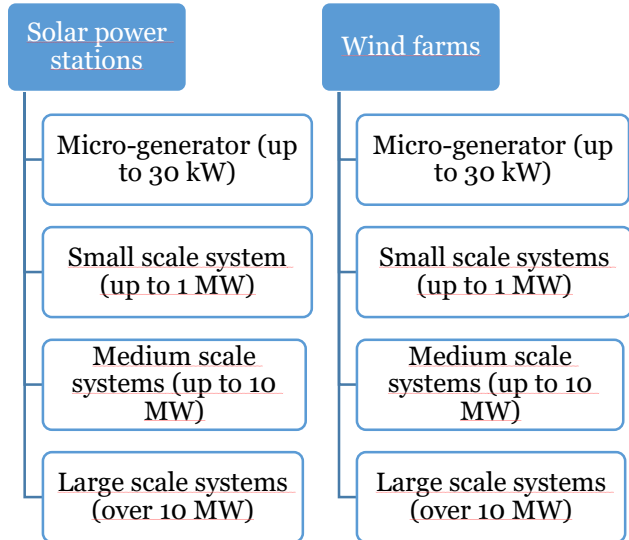 Solar power
stations
Micro-generator (up
to 30 kW)
Small scale system
(up to 1 MW)
Medium scale
systems (up to 10
MW)
Large scale systems
(over 10 MW)
Wind farms
Micro-generator (up
to 30 kW)
Small scale systems
(up to 1 MW)
Medium scale
systems (up to 10
MW)
Large scale systems
(over 10 MW)